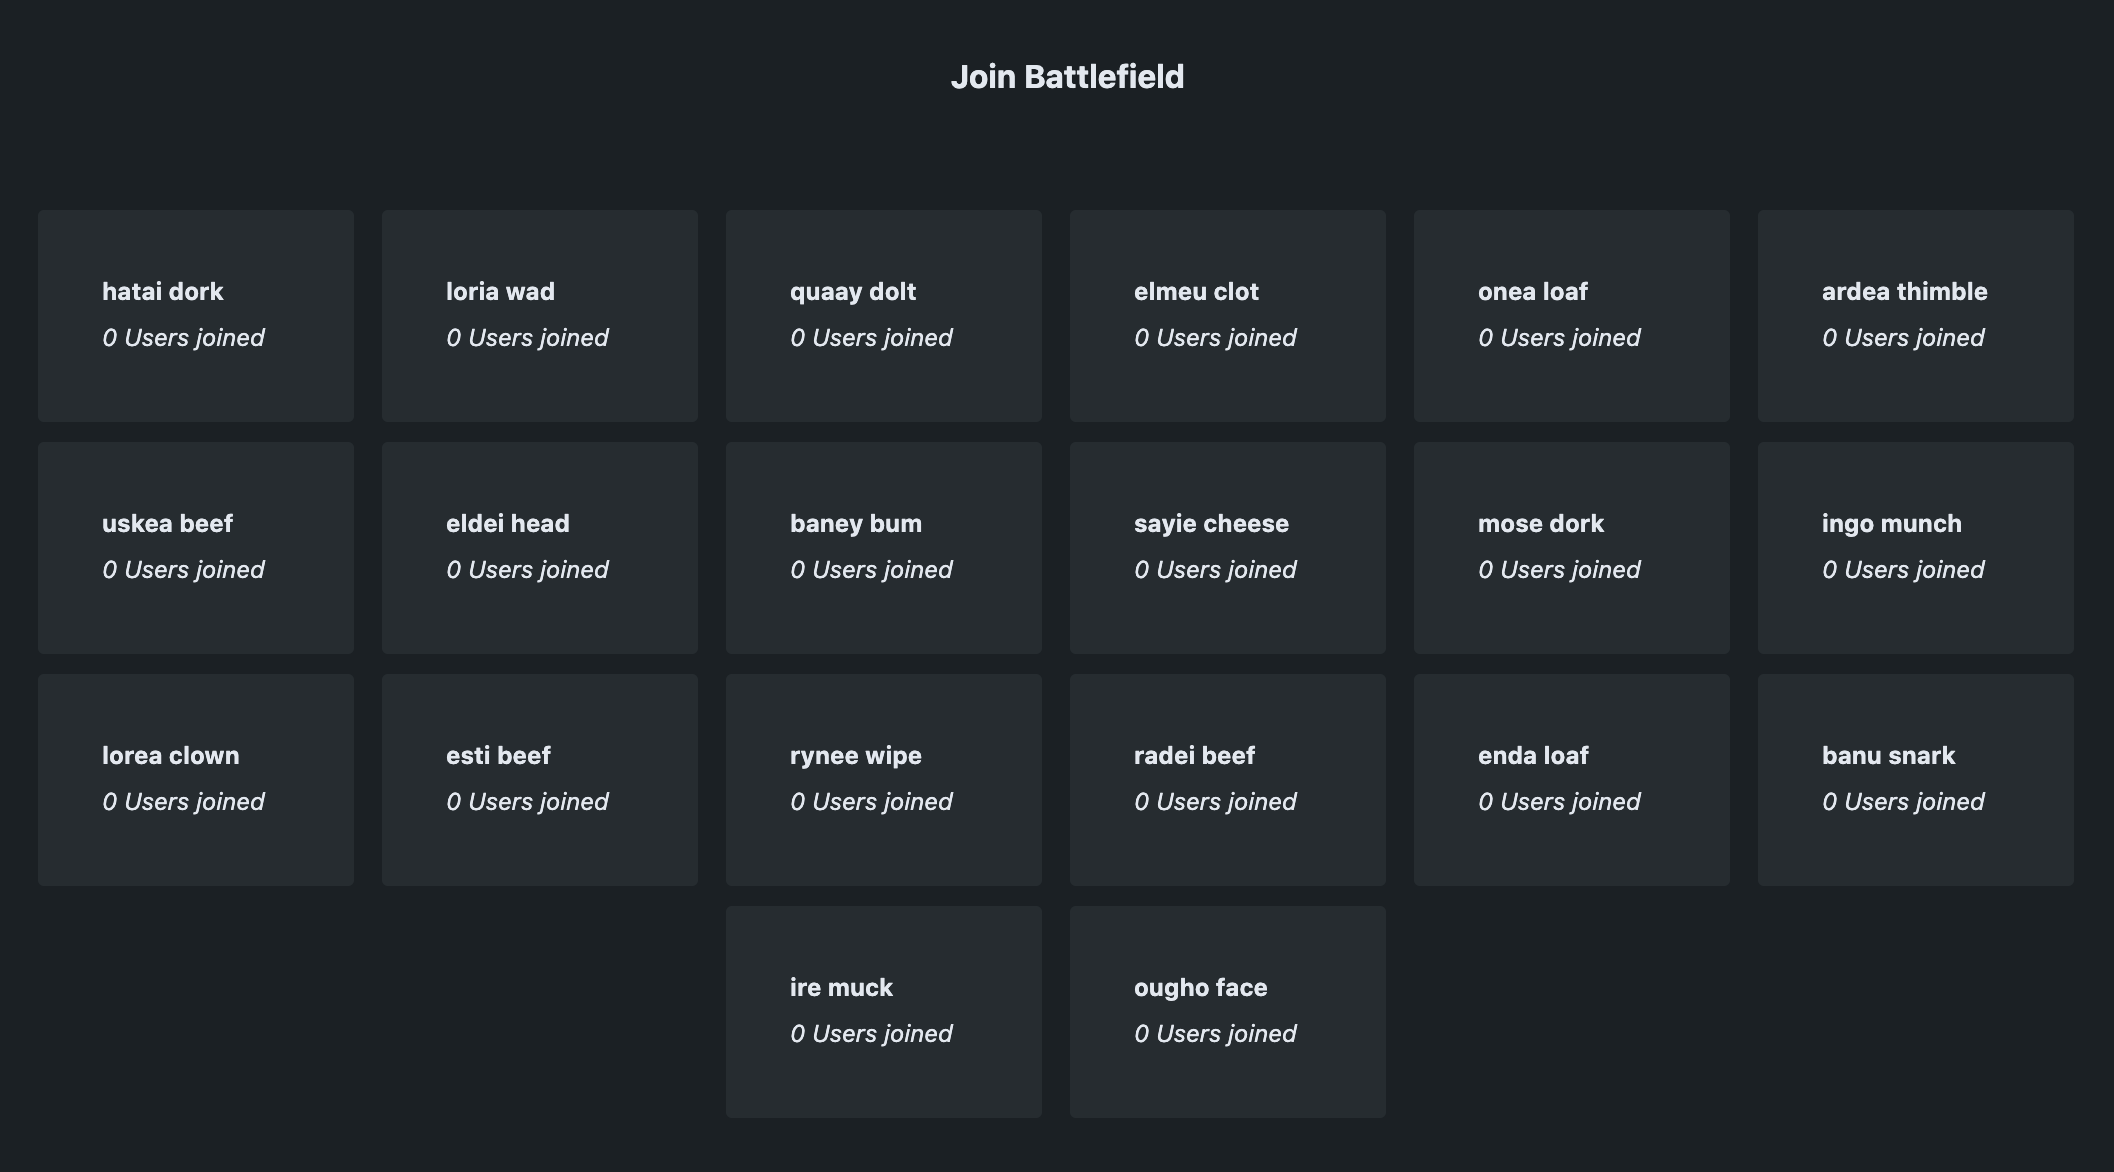 Join Battlefield
hatai dork
0 Users joined
loria wad
0 Users joined
quaay dolt
0 Users joined
elmeu clot
0 Users joined
onea loaf
0 Users joined
ardea thimble
0 Users joined
uskea beef
0 Users joined
eldei head
0 Users joined
baney bum
0 Users joined
sayie cheese
0 Users joined
mose dork
0 Users joined
ingo munch
0 Users joined
lorea clown
0 Users joined
esti beef
0 Users joined
rynee wipe
0 Users joined
radei beef
0 Users joined
enda loaf
0 Users joined
banu snark
0 Users joined
ire muck
0 Users joined
ougho face
0 Users joined